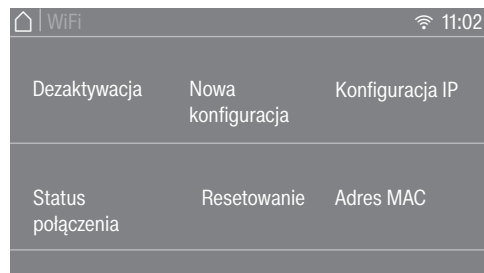 WiFi 11:02
Dezaktywacja
Nowa
konfiguracja
Konfiguracja IP
Status
połączenia
Resetowanie
Adres MAC